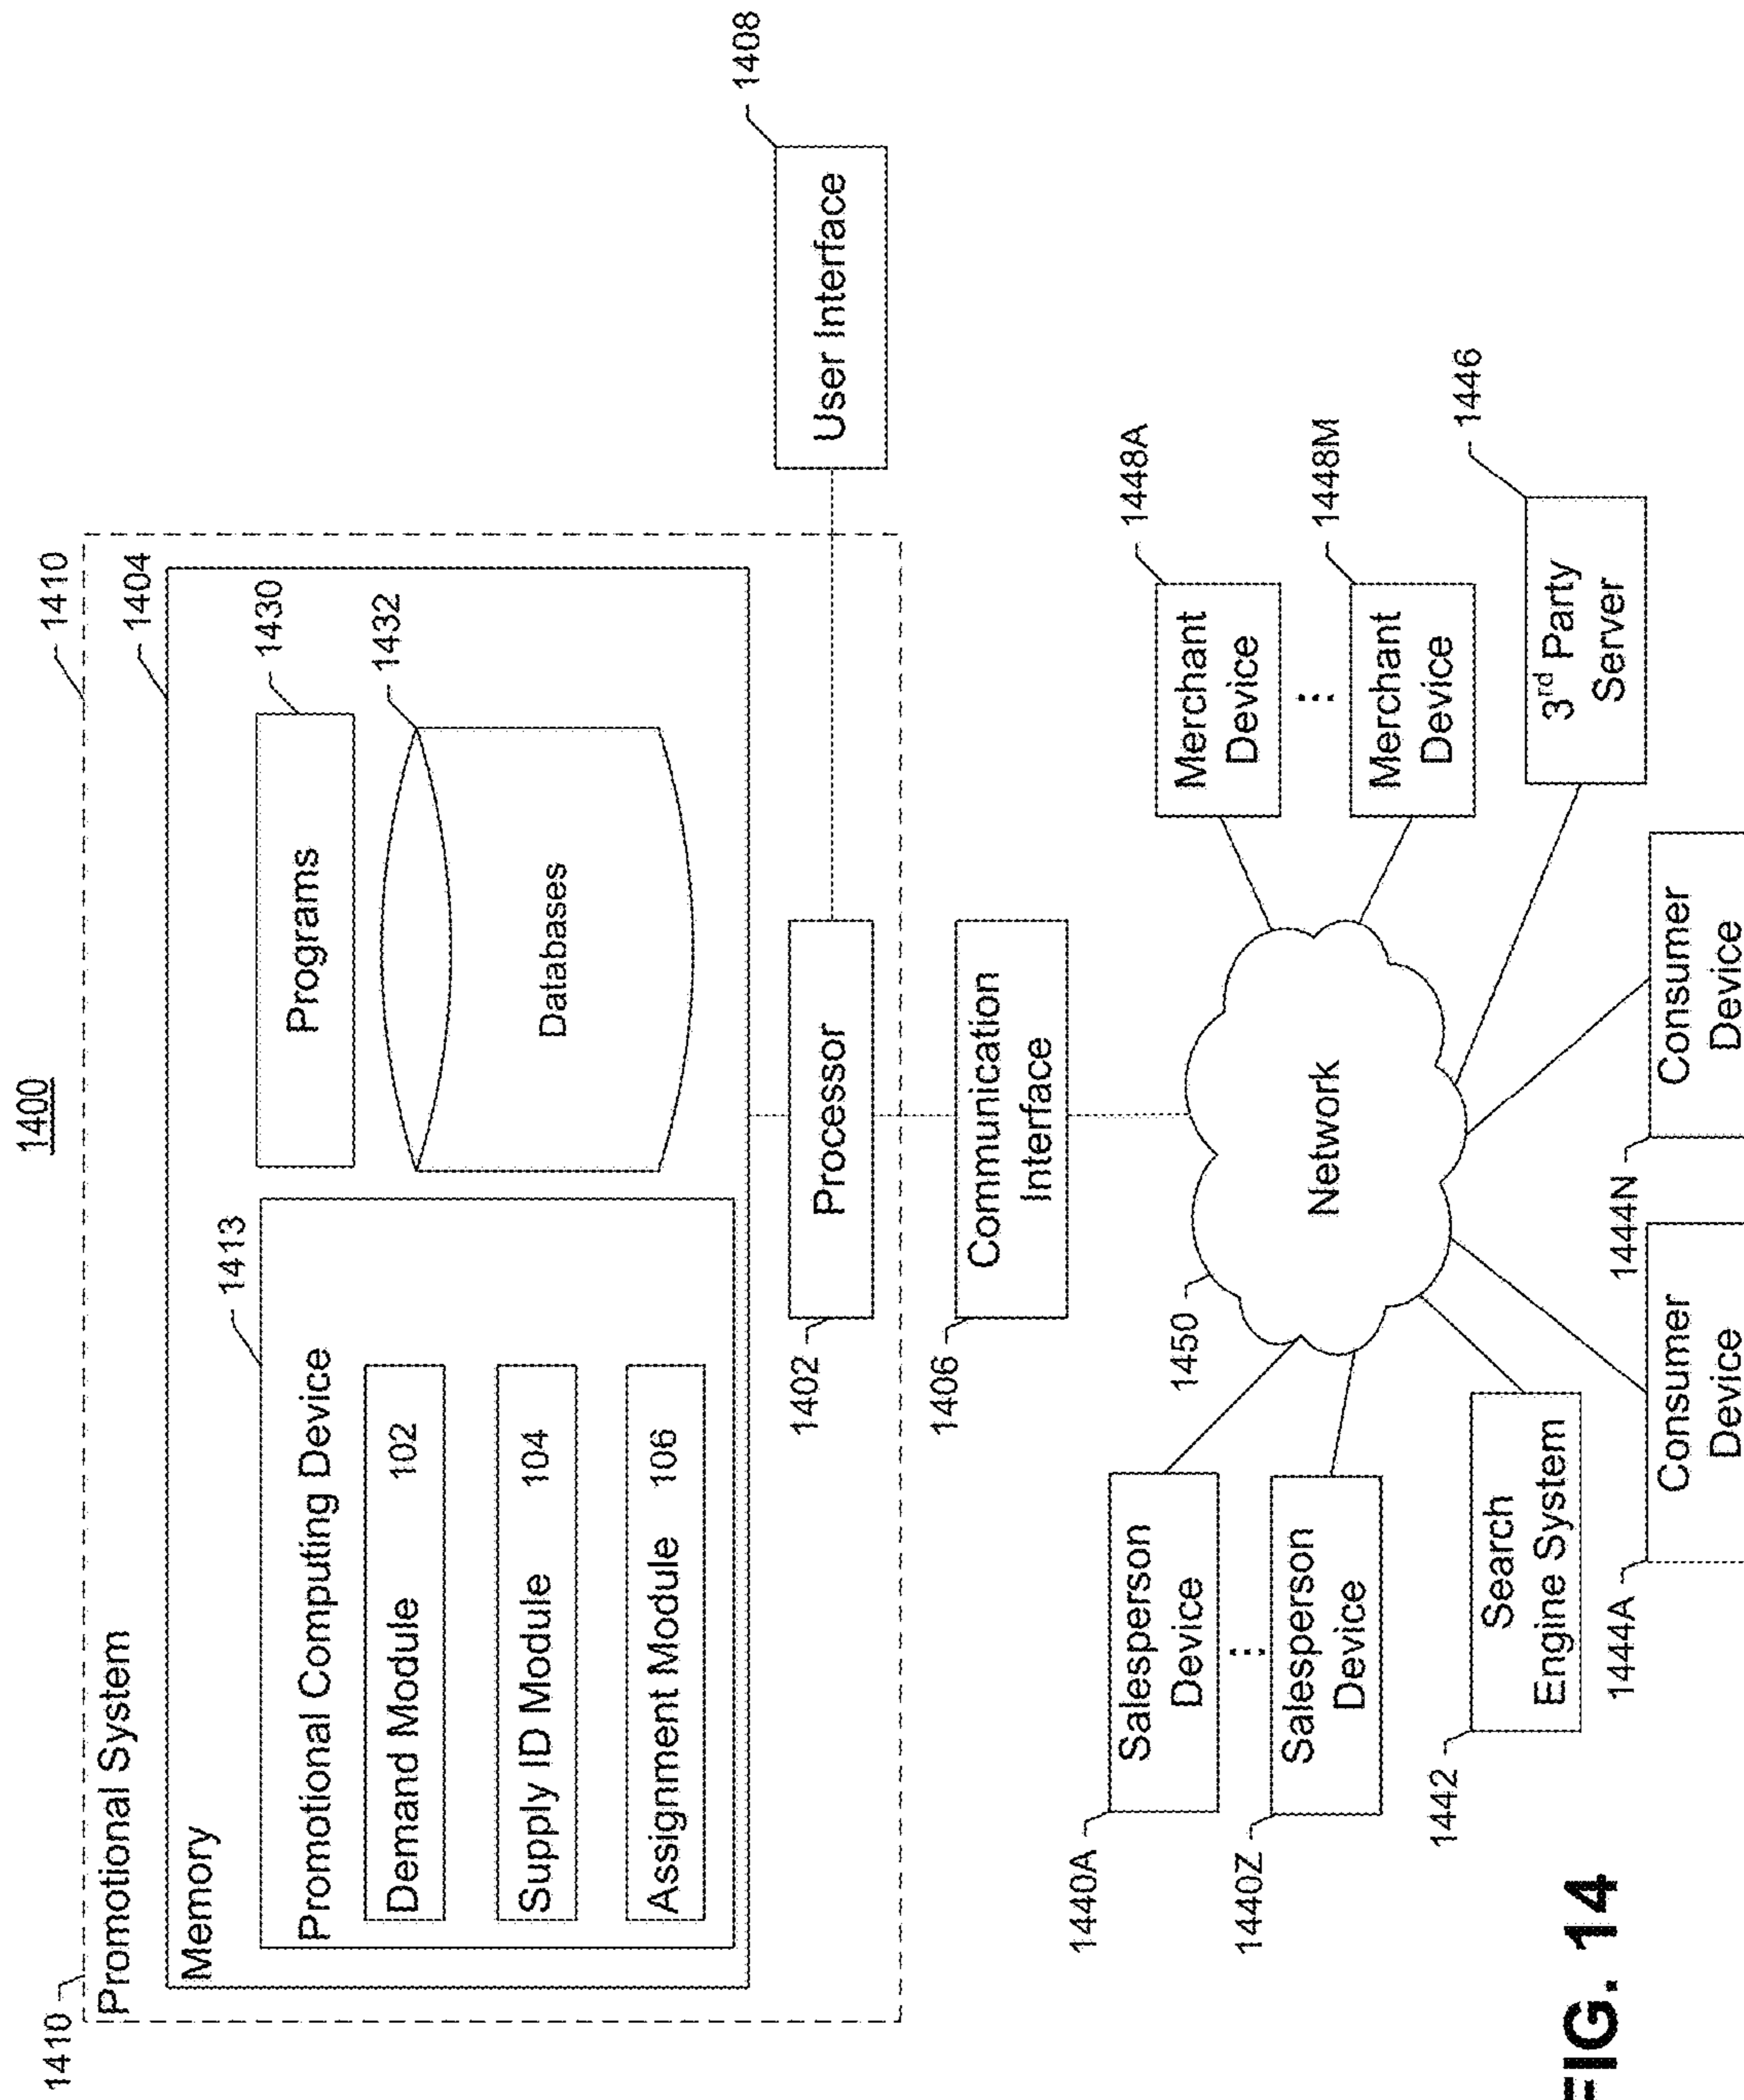 1400
1410
1410
Promotional System
1404
Memory
1413
Promotional Computing Device
Demand Module 102
Supply ID Module 104
Assignment Module 106
1430
Programs
1432
Databases
1402
Processor
1408
User Interface
1406
Communication
Interface
1450
Network
1440A
Salesperson
Device
1440Z
Salesperson
Device
1442
Search
Engine System
1444A
Consumer
Device
1444N
Consumer
Device
1446
3rd Party
Server
1448A
Merchant
Device
1448M
Merchant
Device
FIG. 14